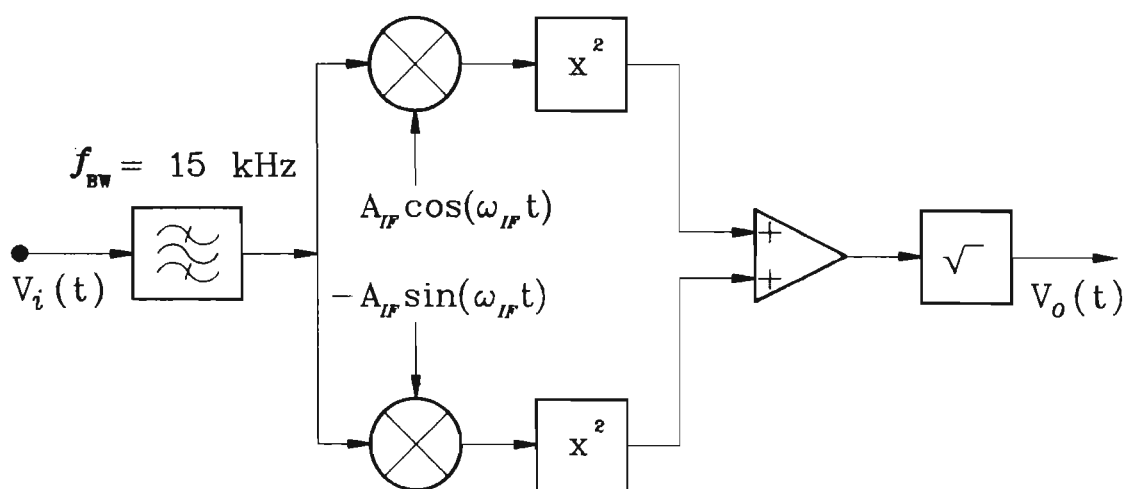 x²
f_BW = 15 kHz
A_IF cos(ω_IF t)
+
√
V_i(t)
-A_IF sin(ω_IF t)
+
V_o(t)
x²